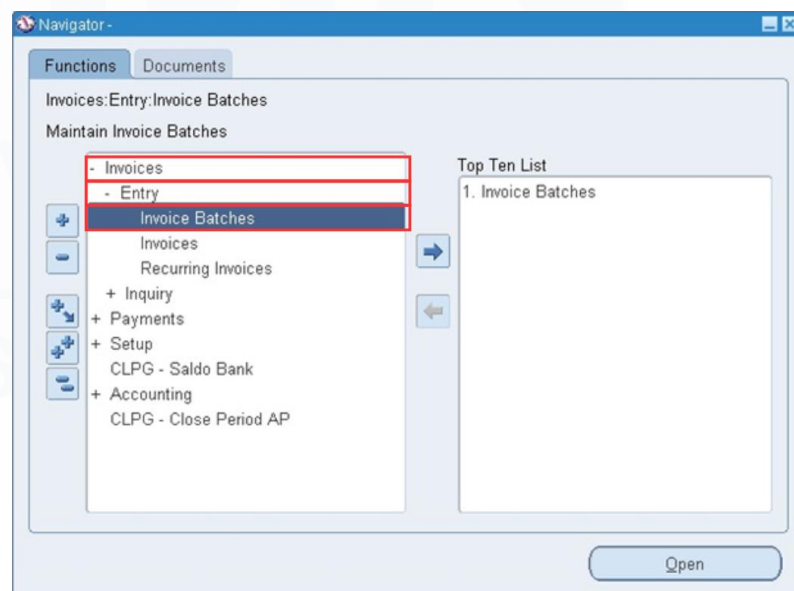 Navigator -
Functions Documents
Invoices:Entry:Invoice Batches
Maintain Invoice Batches
- Invoices
- Entry
Invoice Batches
Invoices
Recurring Invoices
+ Inquiry
+ Payments
+ Setup
CLPG - Saldo Bank
+ Accounting
CLPG - Close Period AP
Top Ten List
1. Invoice Batches
Open